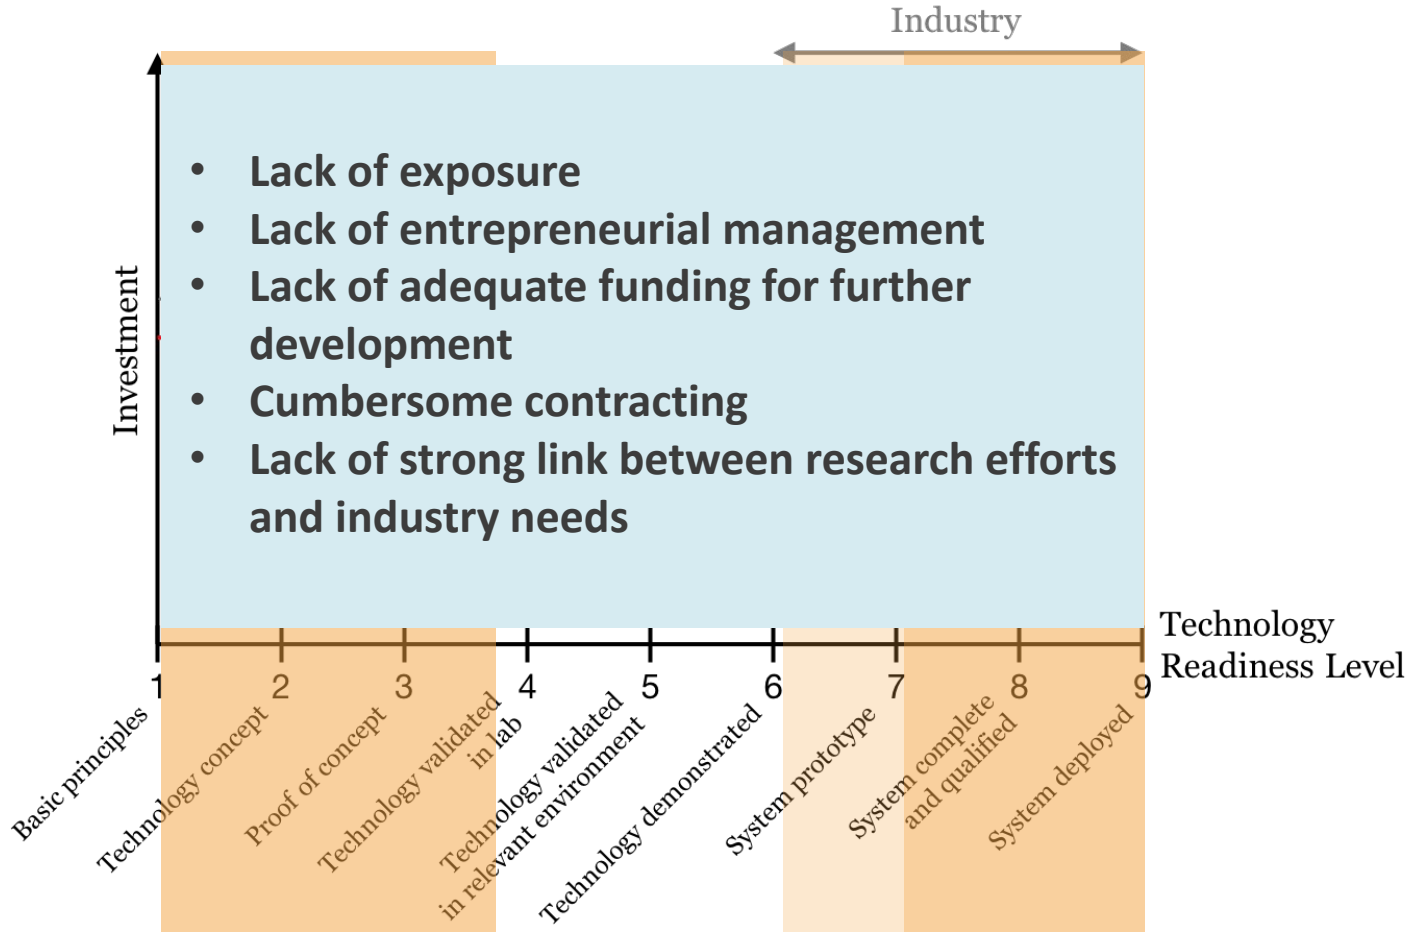 Industry
• Lack of exposure
• Lack of entrepreneurial management
• Lack of adequate funding for further
development
• Cumbersome contracting
• Lack of strong link between research efforts
and industry needs
Investment
Technology
Readiness Level
1 2 3 4 5 6 7 8 9
Basic principles
Technology concept
Proof of concept
Technology validated
in lab
Technology validated
in relevant environment
Technology demonstrated
System prototype
System complete
and qualified
System deployed